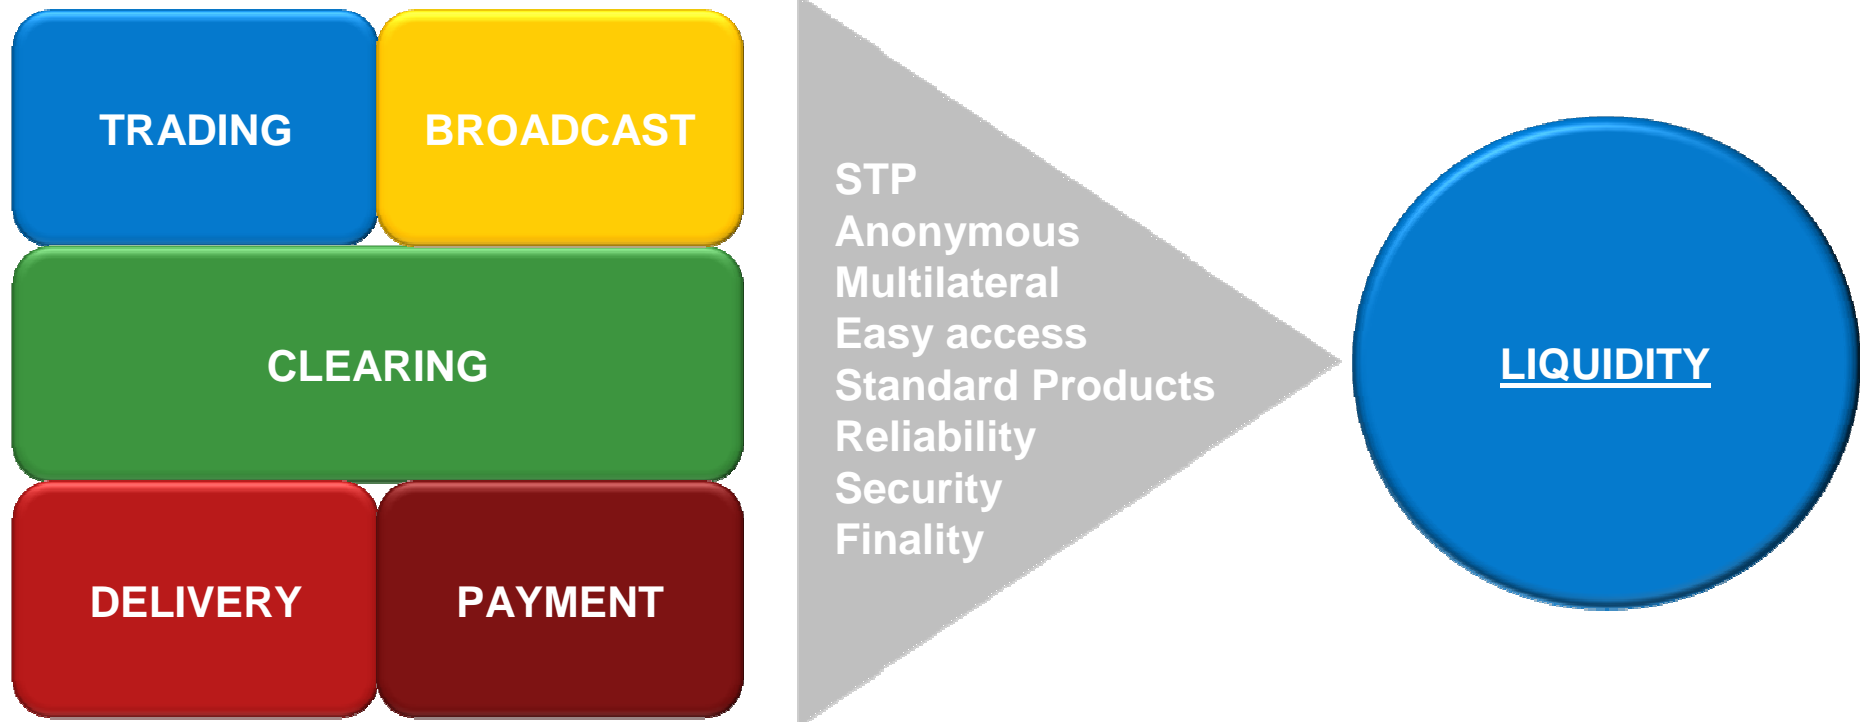 TRADING
BROADCAST
CLEARING
DELIVERY
PAYMENT
STP
Anonymous
Multilateral
Easy access
Standard Products
Reliability
Security
Finality
LIQUIDITY